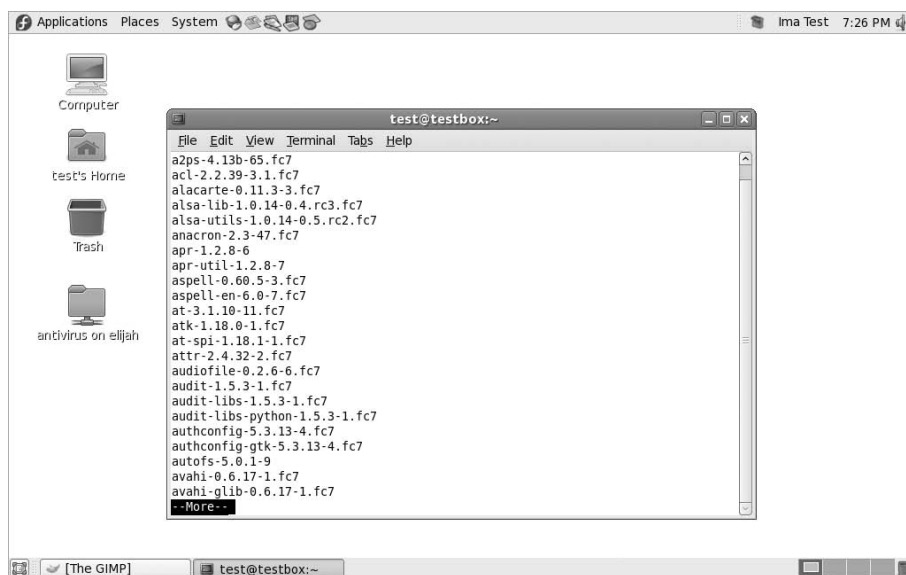 Applications Places System Ima Test 7:26 PM
Computer
test's Home
Trash
antivirus on elijah
test@testbox:~
File Edit View Terminal Tabs Help
a2ps-4.13b-65.fc7
acl-2.2.39-3.1.fc7
alacarte-0.11.3-3.fc7
alsa-lib-1.0.14-0.4.rc3.fc7
alsa-utils-1.0.14-0.5.rc2.fc7
anacron-2.3-47.fc7
apr-1.2.8-6
apr-util-1.2.8-7
aspell-0.60.5-3.fc7
aspell-en-6.0-7.fc7
at-3.1.10-11.fc7
atk-1.18.0-1.fc7
at-spi-1.18.1-1.fc7
attr-2.4.32-2.fc7
audiofile-0.2.6-6.fc7
audit-1.5.3-1.fc7
audit-libs-1.5.3-1.fc7
audit-libs-python-1.5.3-1.fc7
authconfig-5.3.13-4.fc7
authconfig-gtk-5.3.13-4.fc7
autofs-5.0.1-9
avahi-0.6.17-1.fc7
avahi-glib-0.6.17-1.fc7
--More--
[The GIMP] test@testbox:~